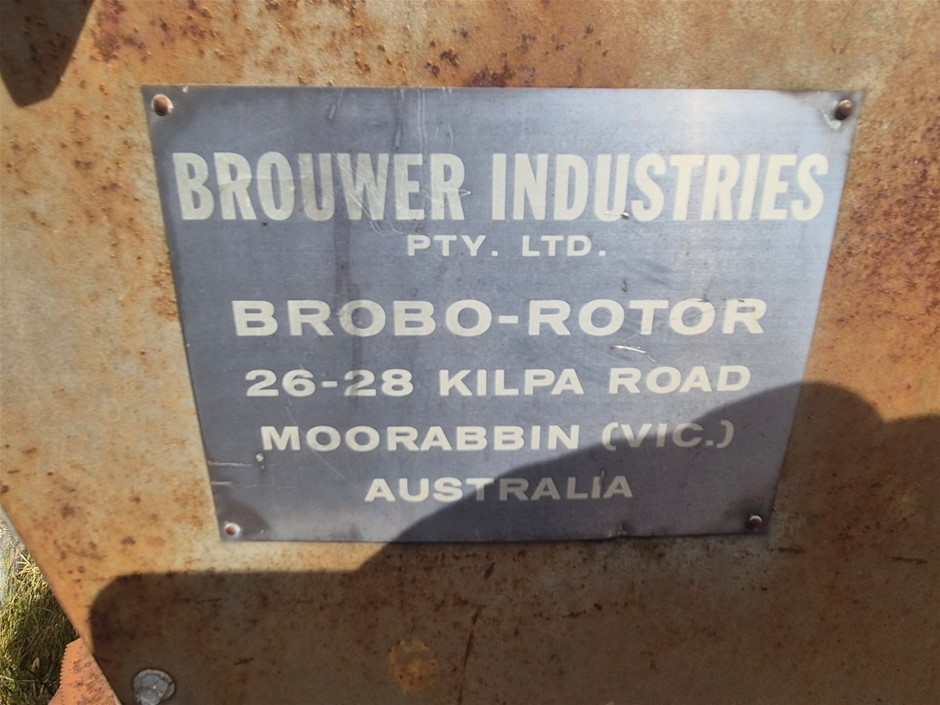 BROUWER INDUSTRIES
PTY. LTD.
BROBO-ROTOR
26-28 KILPA ROAD
MOORABBIN (VIC.)
AUSTRALIA